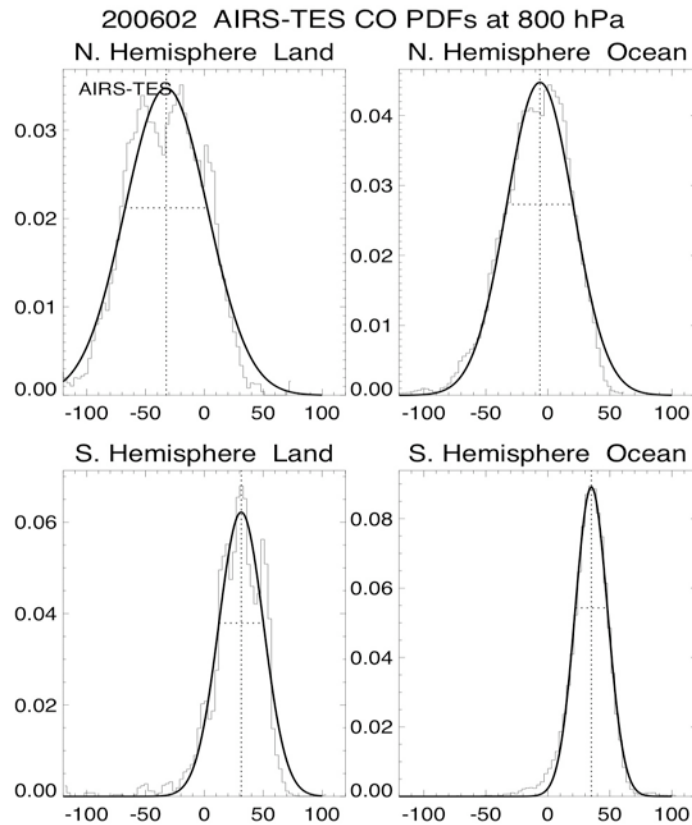 200602 AIRS-TES CO PDFs at 800 hPa
N. Hemisphere Land
N. Hemisphere Ocean
AIRS-TES
0.03
0.02
0.01
0.00
-100 -50 0 50 100
0.04
0.03
0.02
0.01
0.00
-100 -50 0 50 100
S. Hemisphere Land
S. Hemisphere Ocean
0.06
0.04
0.02
0.00
-100 -50 0 50 100
0.08
0.06
0.04
0.02
0.00
-100 -50 0 50 100